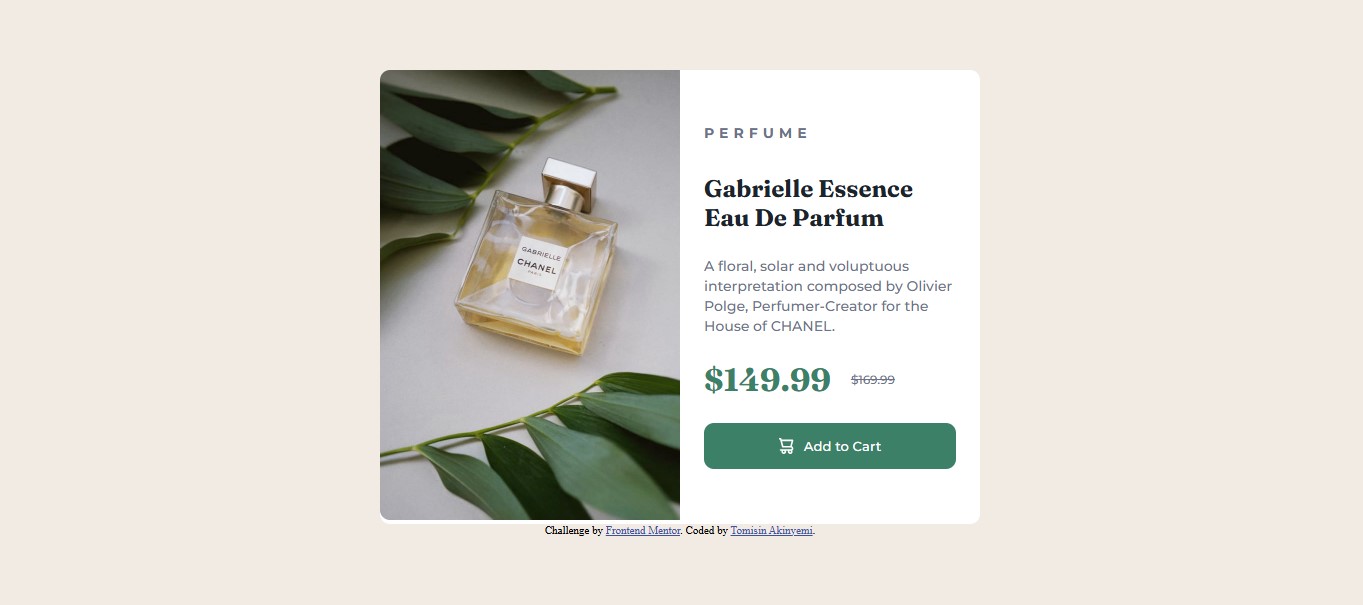 GABRIELLE
CHANEL
PARIS
PERFUME
Gabrielle Essence
Eau De Parfum
A floral, solar and voluptuous
interpretation composed by Olivier
Polge, Perfumer-Creator for the
House of CHANEL.
$149.99 $169.99
Add to Cart
Challenge by Frontend Mentor. Coded by Tomisin Akinyemi.